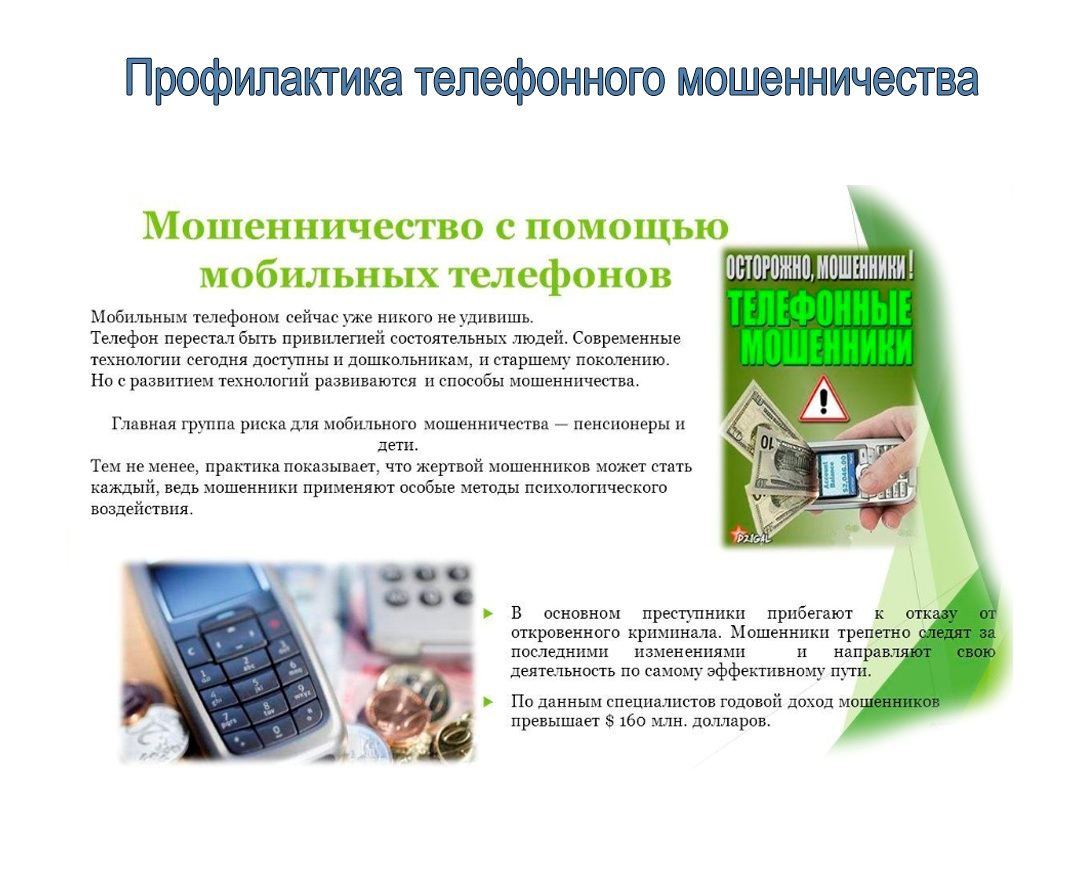 Профилактика телефонного мошенничества
Мошенничество с помощью
мобильных телефонов
Мобильным телефоном сейчас уже никого не удивишь.
Телефон перестал быть привилегией состоятельных людей. Современные
технологии сегодня доступны и дошкольникам, и старшему поколению.
Но с развитием технологий развиваются и способы мошенничества.
Главная группа риска для мобильного мошенничества — пенсионеры и
дети.
Тем не менее, практика показывает, что жертвой мошенников может стать
каждый, ведь мошенники применяют особые методы психологического
воздействия.
ОСТОРОЖНО, МОШЕННИКИ!
ТЕЛЕФОННЫЕ
МОШЕННИКИ
10
Account
Balance
DZIGAL
В основном преступники прибегают к отказу от
откровенного криминала. Мошенники трепетно следят за
последними изменениями и направляют свою
деятельность по самому эффективному пути.
По данным специалистов годовой доход мошенников
превышает $ 160 млн. долларов.